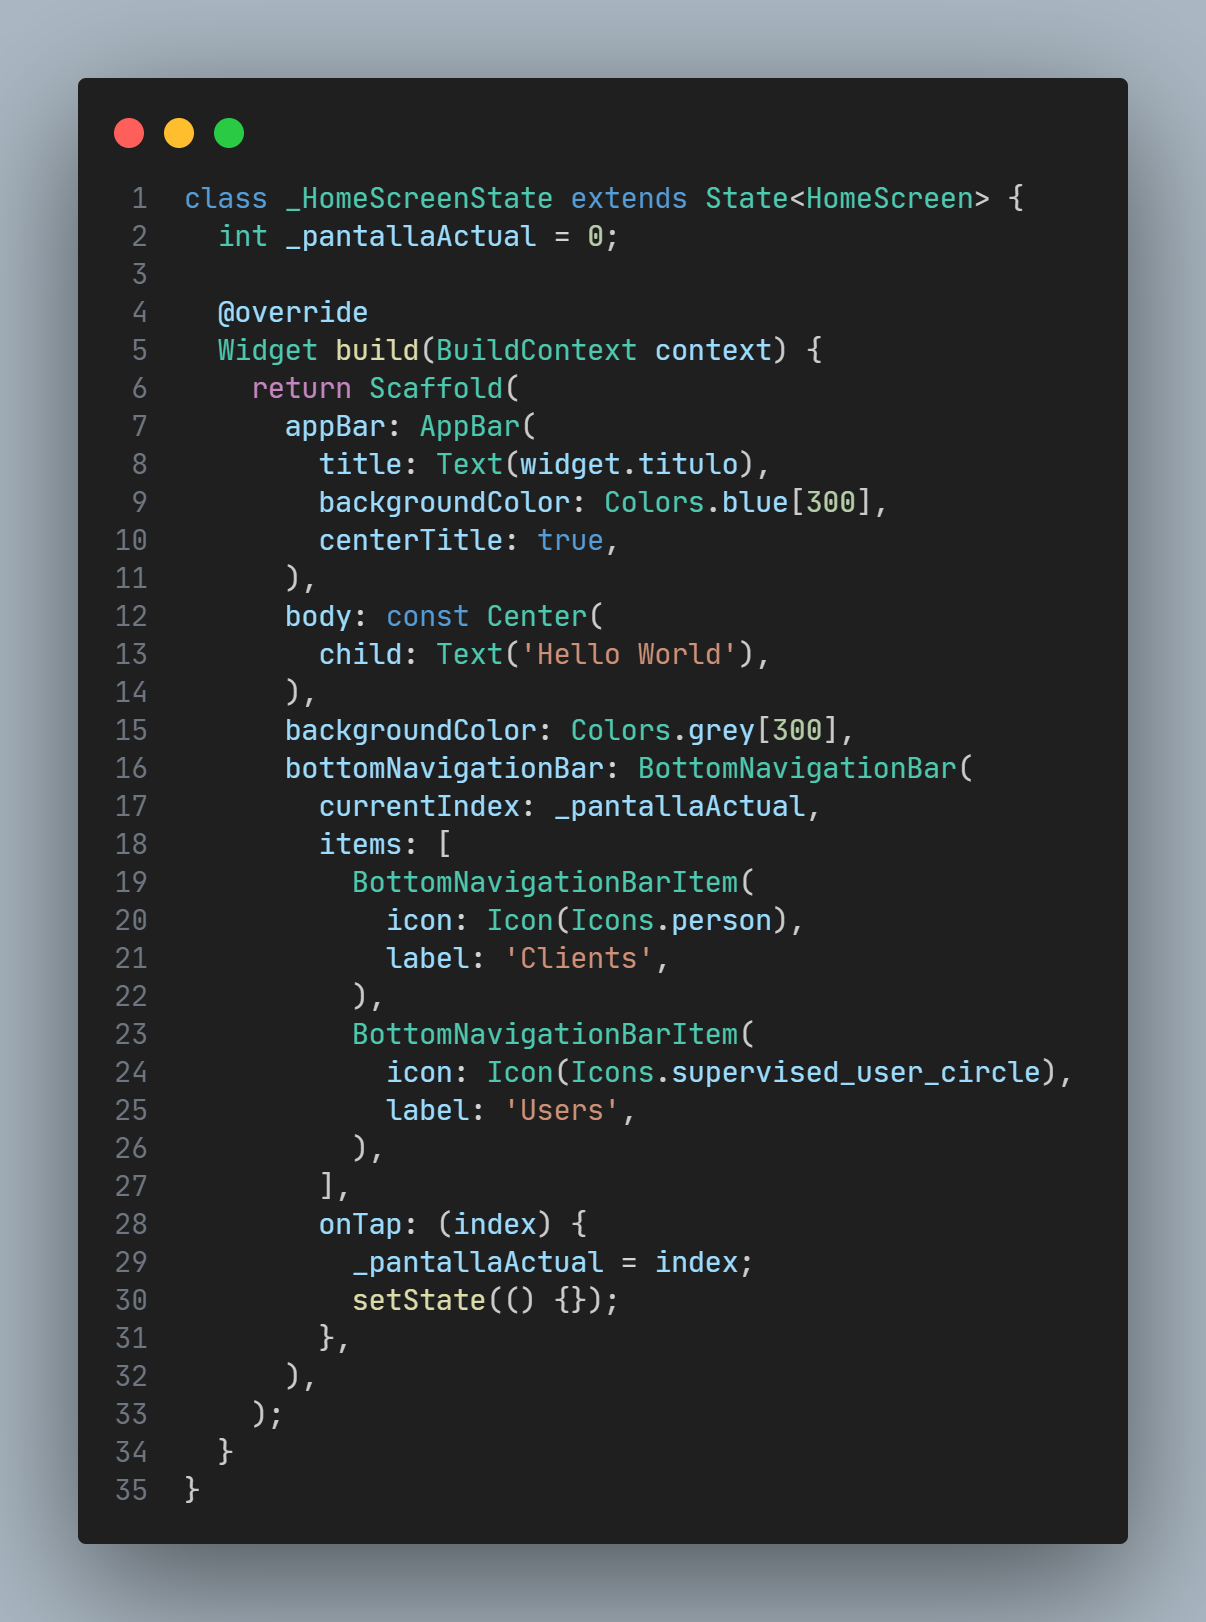 1 class _HomeScreenState extends State<HomeScreen> {
2   int _pantallaActual = 0;
3
4   @override
5   Widget build(BuildContext context) {
6     return Scaffold(
7       appBar: AppBar(
8         title: Text(widget.titulo),
9         backgroundColor: Colors.blue[300],
10         centerTitle: true,
11       ),
12       body: const Center(
13         child: Text('Hello World'),
14       ),
15       backgroundColor: Colors.grey[300],
16       bottomNavigationBar: BottomNavigationBar(
17         currentIndex: _pantallaActual,
18         items: [
19           BottomNavigationBarItem(
20             icon: Icon(Icons.person),
21             label: 'Clients',
22           ),
23           BottomNavigationBarItem(
24             icon: Icon(Icons.supervised_user_circle),
25             label: 'Users',
26           ),
27         ],
28         onTap: (index) {
29           _pantallaActual = index;
30           setState(() {});
31         },
32       ),
33     );
34   }
35 }